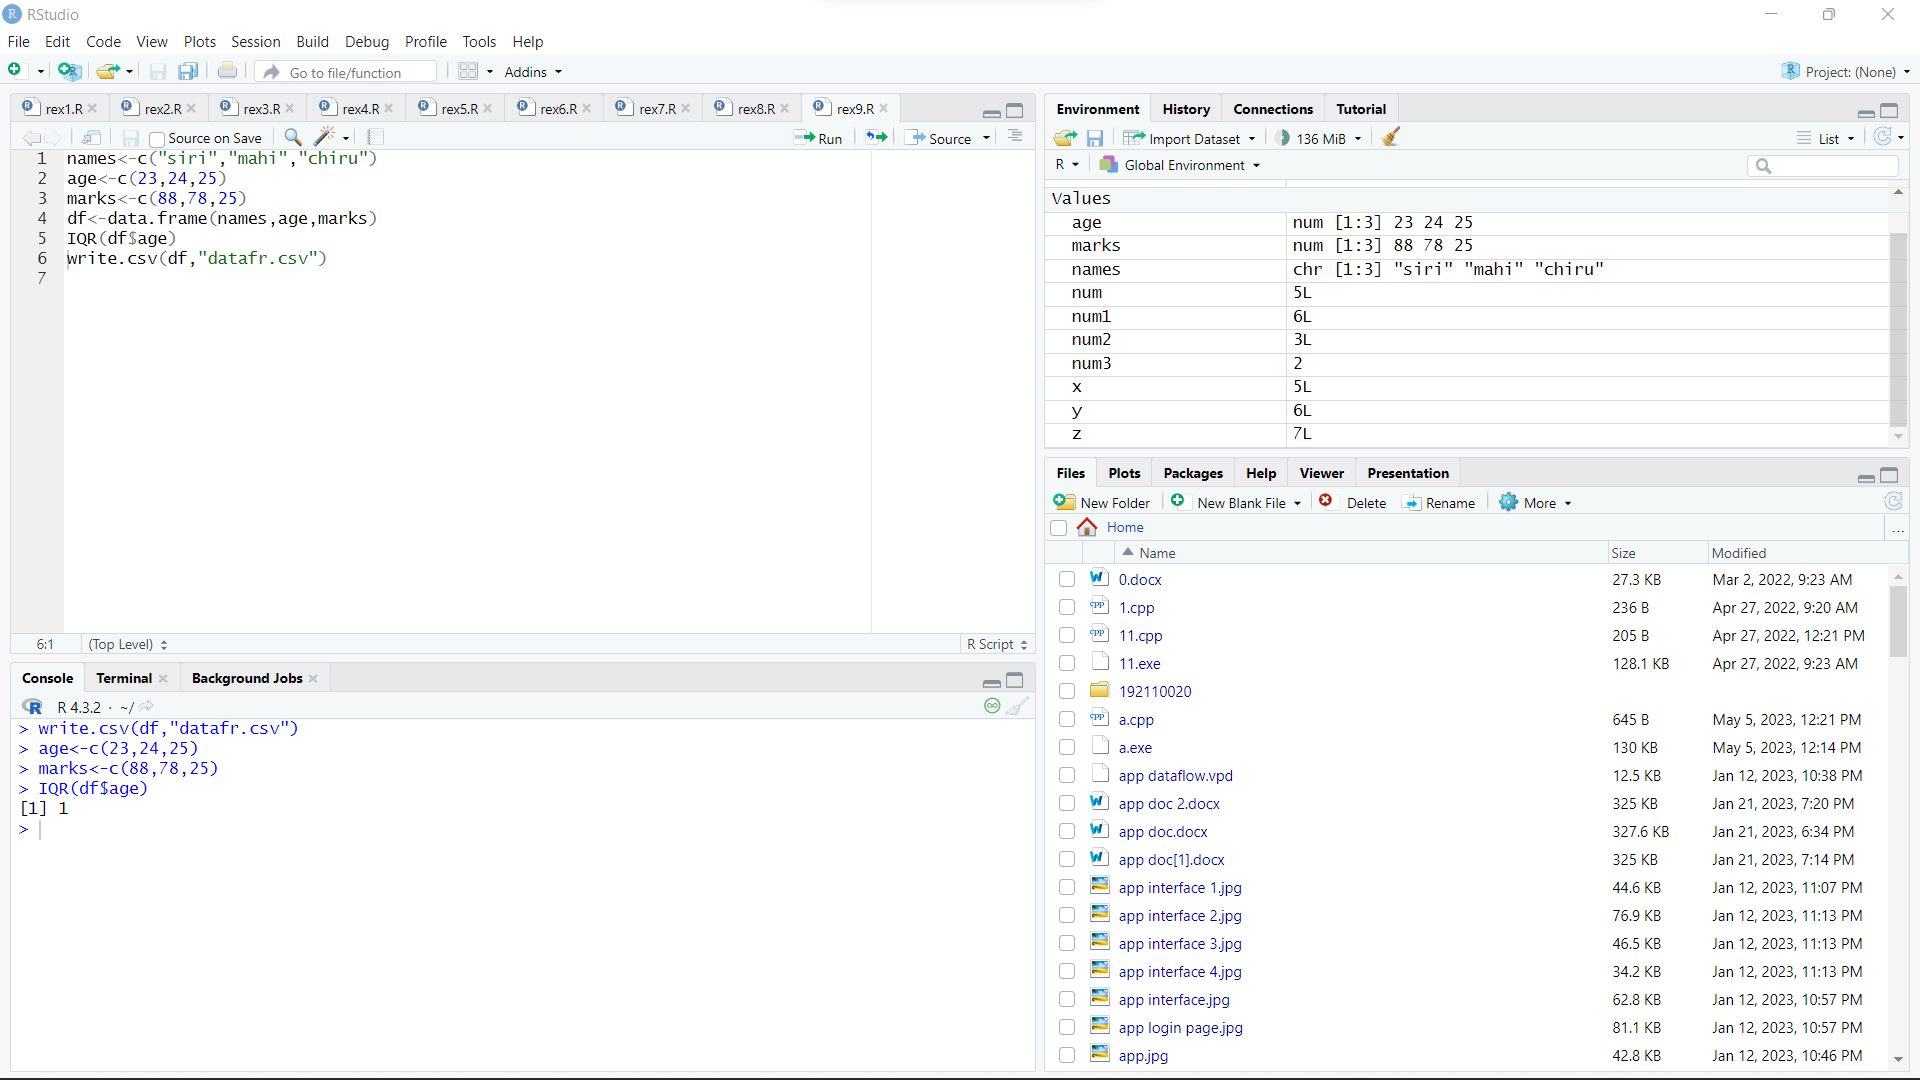 RStudio
File Edit Code View Plots Session Build Debug Profile Tools Help
Go to file/function Addins Project: (None)
rex1.R rex2.R rex3.R rex4.R rex5.R rex6.R rex7.R rex8.R rex9.R
Source on Save Run Source
1 names<-c("siri","mahi","chiru")
2 age<-c(23,24,25)
3 marks<-c(88,78,25)
4 df<-data.frame(names,age,marks)
5 IQR(df$age)
6 write.csv(df,"datafr.csv")
7
6:1 (Top Level) R Script
Console Terminal Background Jobs
R 4.3.2 · ~/
> write.csv(df,"datafr.csv")
> age<-c(23,24,25)
> marks<-c(88,78,25)
> IQR(df$age)
[1] 1
>
Environment History Connections Tutorial
Import Dataset 136 MiB List
R Global Environment
Values
age num [1:3] 23 24 25
marks num [1:3] 88 78 25
names chr [1:3] "siri" "mahi" "chiru"
num 5L
num1 6L
num2 3L
num3 2
x 5L
y 6L
z 7L
Files Plots Packages Help Viewer Presentation
New Folder New Blank File Delete Rename More
Home ...
Name Size Modified
0.docx 27.3 KB Mar 2, 2022, 9:23 AM
1.cpp 236 B Apr 27, 2022, 9:20 AM
11.cpp 205 B Apr 27, 2022, 12:21 PM
11.exe 128.1 KB Apr 27, 2022, 9:23 AM
192110020
a.cpp 645 B May 5, 2023, 12:21 PM
a.exe 130 KB May 5, 2023, 12:14 PM
app dataflow.vpd 12.5 KB Jan 12, 2023, 10:38 PM
app doc 2.docx 325 KB Jan 21, 2023, 7:20 PM
app doc.docx 327.6 KB Jan 21, 2023, 6:34 PM
app doc[1].docx 325 KB Jan 21, 2023, 7:14 PM
app interface 1.jpg 44.6 KB Jan 12, 2023, 11:07 PM
app interface 2.jpg 76.9 KB Jan 12, 2023, 11:13 PM
app interface 3.jpg 46.5 KB Jan 12, 2023, 11:13 PM
app interface 4.jpg 34.2 KB Jan 12, 2023, 11:13 PM
app interface.jpg 62.8 KB Jan 12, 2023, 10:57 PM
app login page.jpg 81.1 KB Jan 12, 2023, 10:57 PM
app.jpg 42.8 KB Jan 12, 2023, 10:46 PM